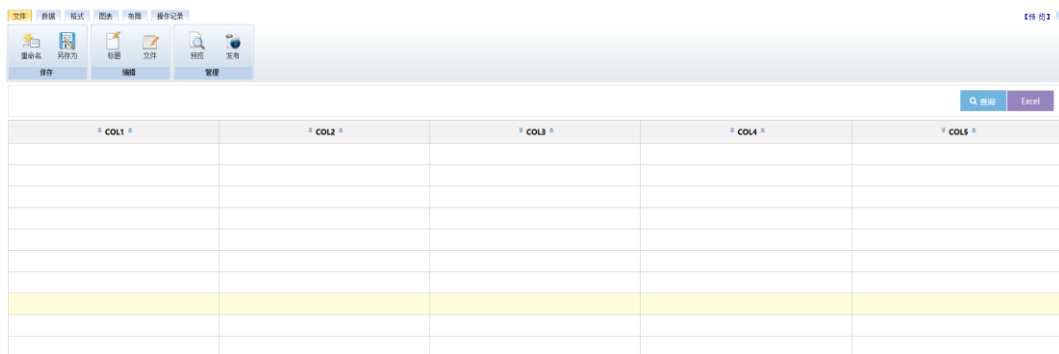 文件 数据 格式 图表 布局 操作记录 【预 览】
重命名 另存为 标题 文件 预览 发布
保存 编辑 管理
查询 Excel
COL1 COL2 COL3 COL4 COL5